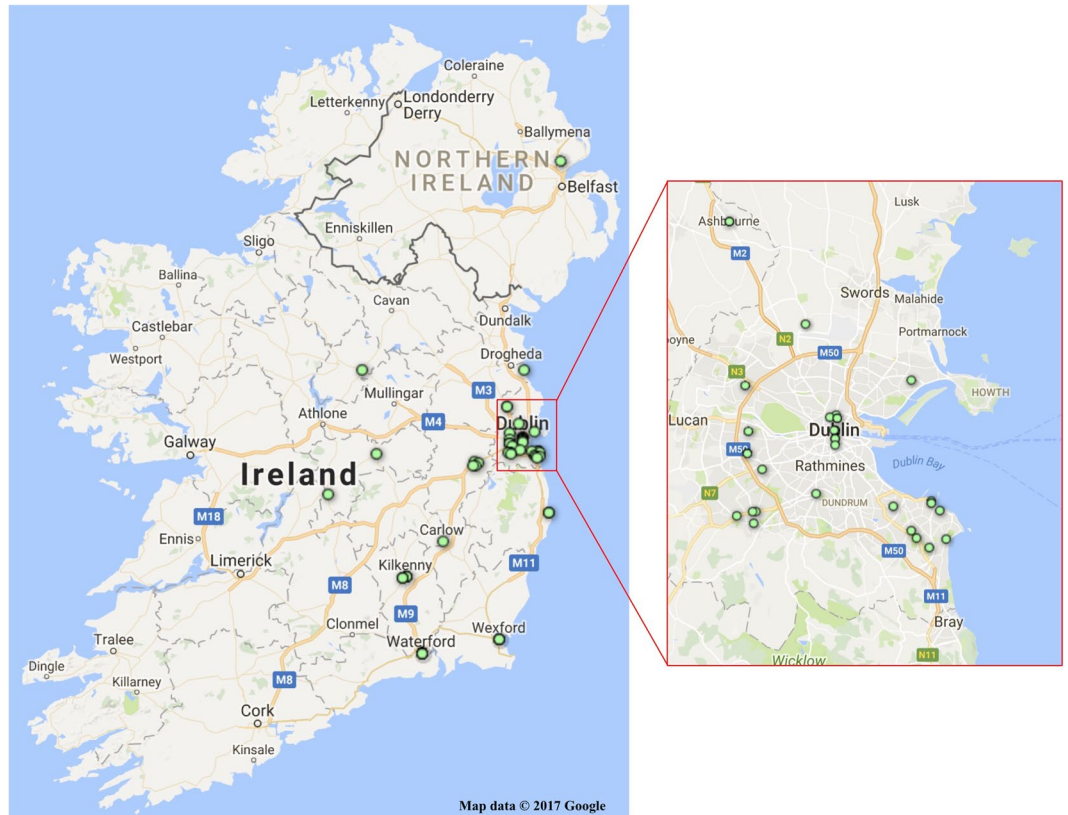 Coleraine
Letterkenny
Londonderry
Derry
Ballymena
NORTHERN
IRELAND
Belfast
Enniskillen
Sligo
Ballina
Cavan
Dundalk
Castlebar
Westport
Drogheda
M3
Mullingar
Athlone
M4
Dublin
Galway
Ireland
M18
Ennis
Carlow
Limerick
Kilkenny
M11
M8
M9
Clonmel
Wexford
Waterford
Tralee
Dingle
Killarney
M8
Cork
Kinsale
Map data © 2017 Google
Lusk
Ashbourne
M2
Swords
Malahide
Portmarnock
N2
oyne
M50
N3
HOWTH
Lucan
Dublin
M50
Rathmines
Dublin Bay
N7
DUNDRUM
M50
M11
Bray
N11
Wicklow